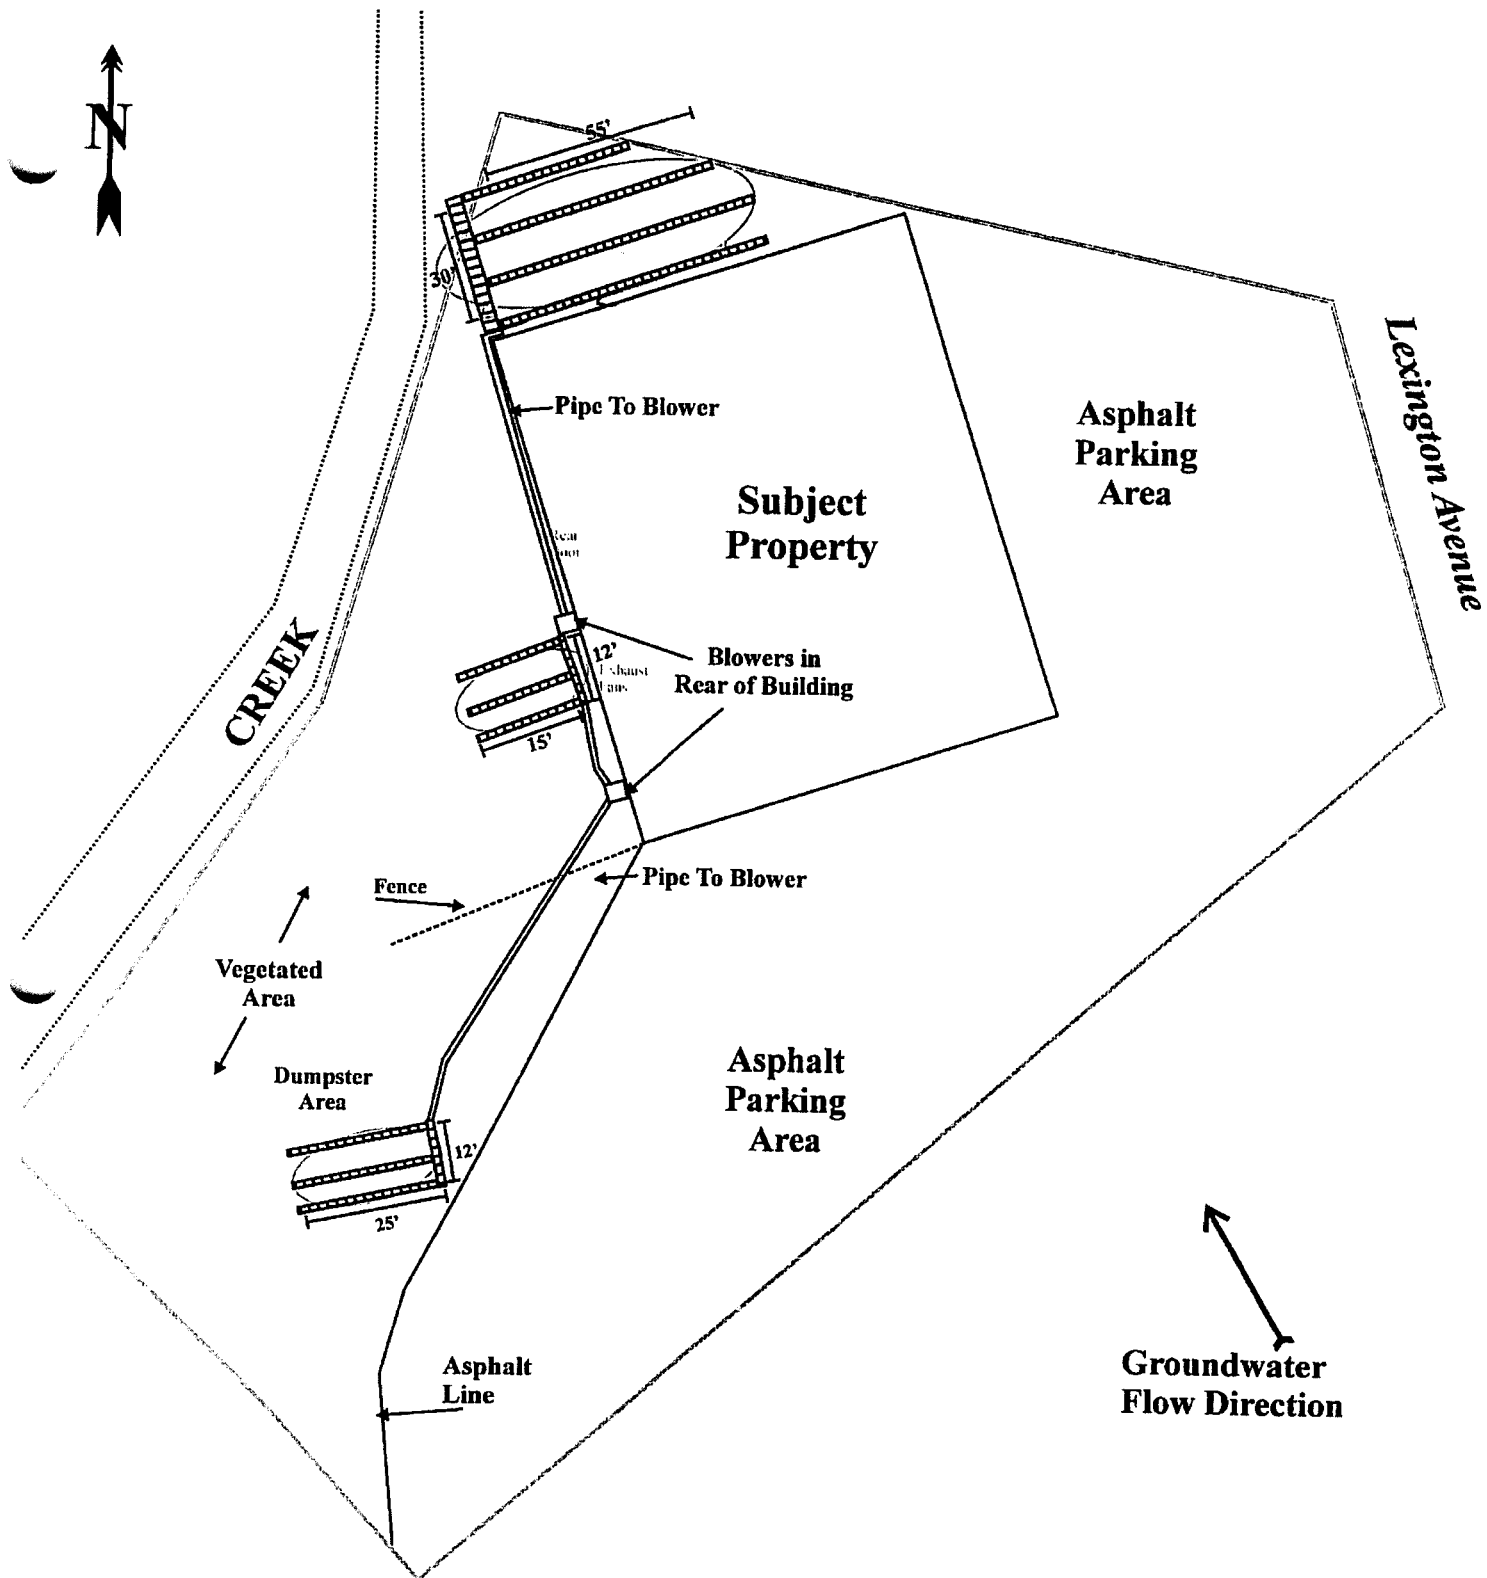 N
55'
30'
Pipe To Blower
Asphalt
Parking
Area
Lexington Avenue
Subject
Property
CREEK
12'
Exhaust
Fans
Blowers in
Rear of Building
15'
Fence
Pipe To Blower
Vegetated
Area
Dumpster
Area
Asphalt
Parking
Area
12'
25'
Asphalt
Line
Groundwater
Flow Direction